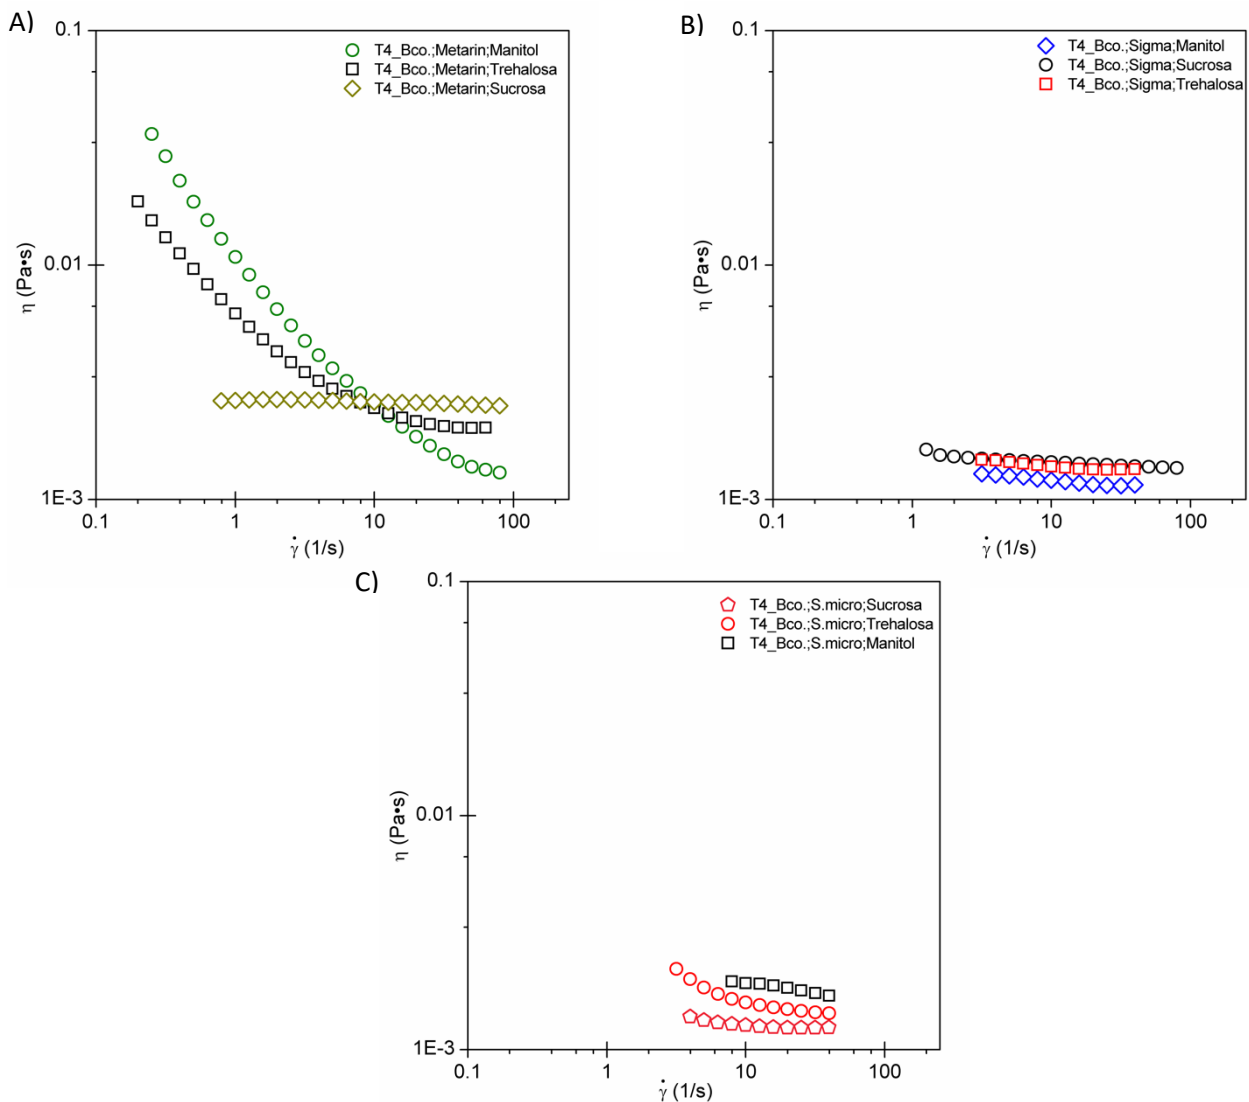 A)
0.1
T4_Bco.;Metarin;Manitol
T4_Bco.;Metarin;Trehalosa
T4_Bco.;Metarin;Sucrosa
η (Pa•s)
0.01
1E-3
0.1 1 10 100
γ̇ (1/s)
B)
0.1
T4_Bco.;Sigma;Manitol
T4_Bco.;Sigma;Sucrosa
T4_Bco.;Sigma;Trehalosa
η (Pa•s)
0.01
1E-3
0.1 1 10 100
γ̇ (1/s)
C)
0.1
T4_Bco.;S.micro;Sucrosa
T4_Bco.;S.micro;Trehalosa
T4_Bco.;S.micro;Manitol
η (Pa•s)
0.01
1E-3
0.1 1 10 100
γ̇ (1/s)